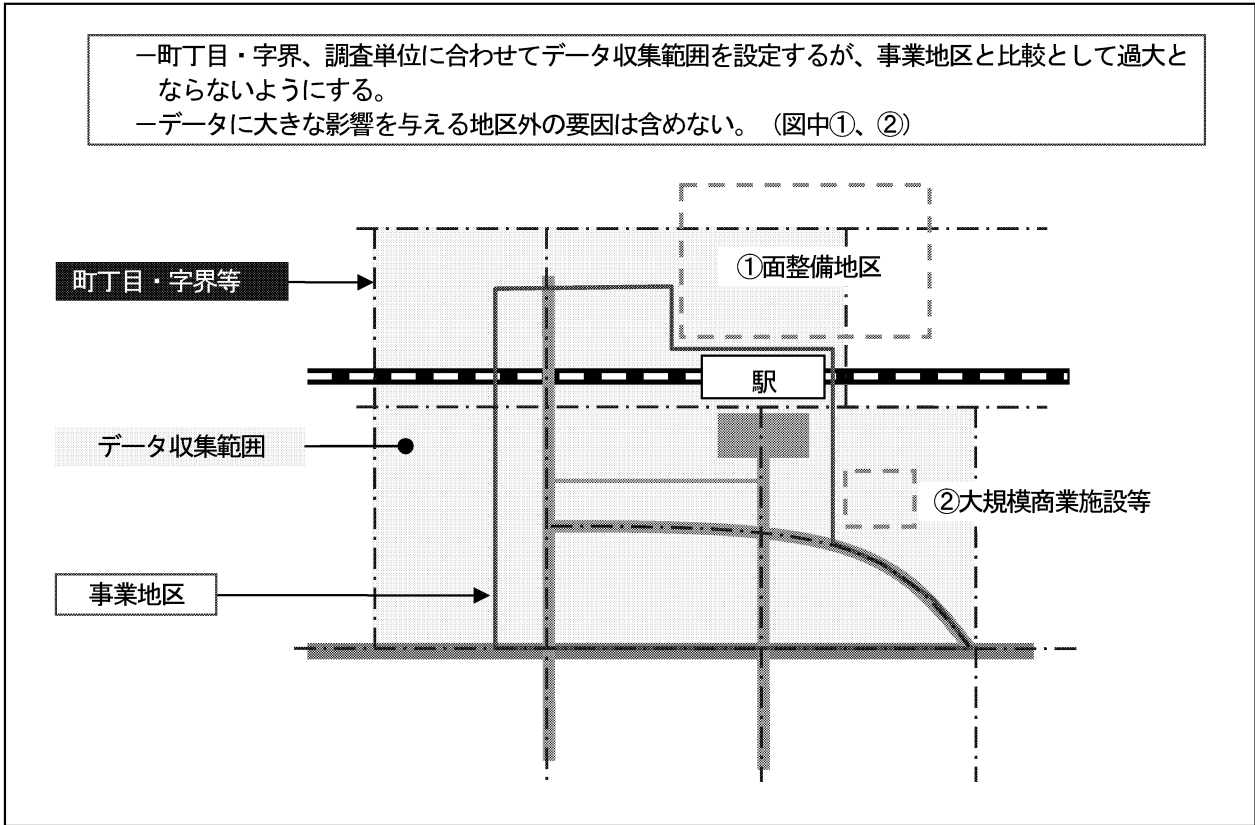 －町丁目・字界、調査単位に合わせてデータ収集範囲を設定するが、事業地区と比較として過大と
ならないようにする。
－データに大きな影響を与える地区外の要因は含めない。（図中①、②）
①面整備地区
町丁目・字界等
駅
データ収集範囲
②大規模商業施設等
事業地区